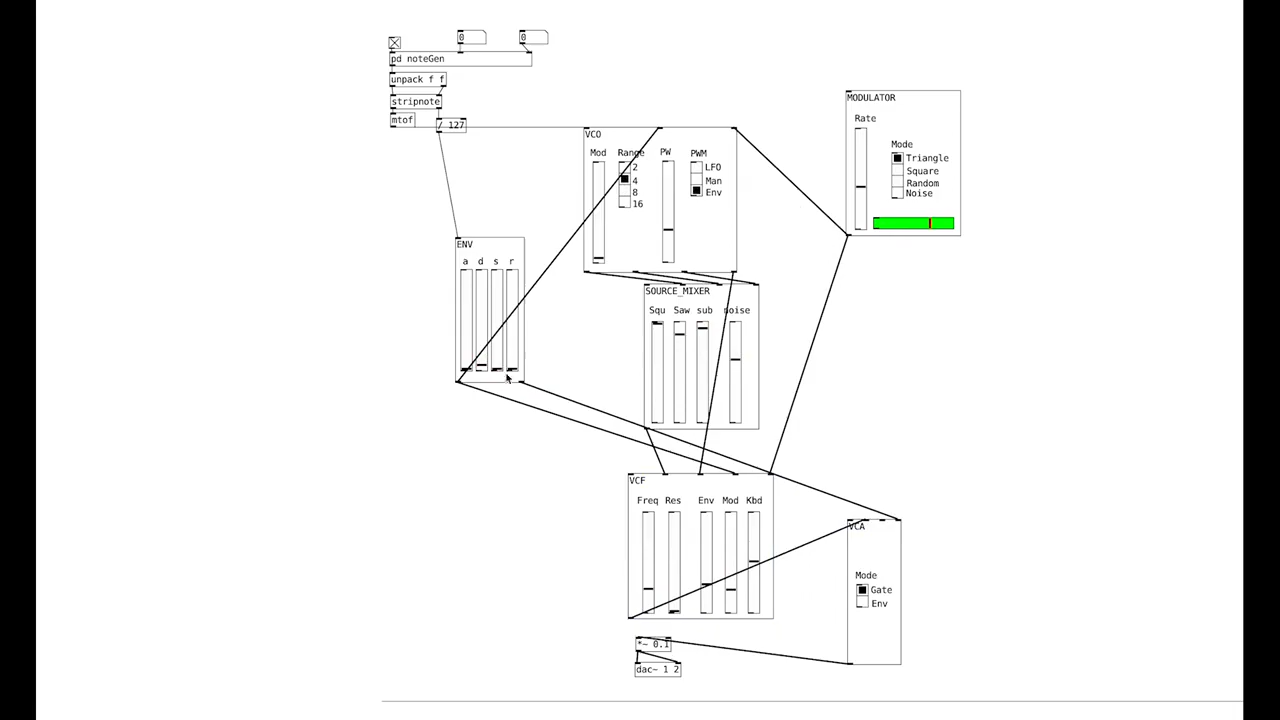 0 0
pd noteGen
unpack f f
stripnote
mtof
/ 127
VCO
Mod Range PW PWM
2 LFO
4 Man
8 Env
16
MODULATOR
Rate
Mode
Triangle
Square
Random
Noise
ENV
a d s r
SOURCE_MIXER
Squ Saw sub noise
VCF
Freq Res Env Mod Kbd
VCA
Mode
Gate
Env
*~ 0.1
dac~ 1 2